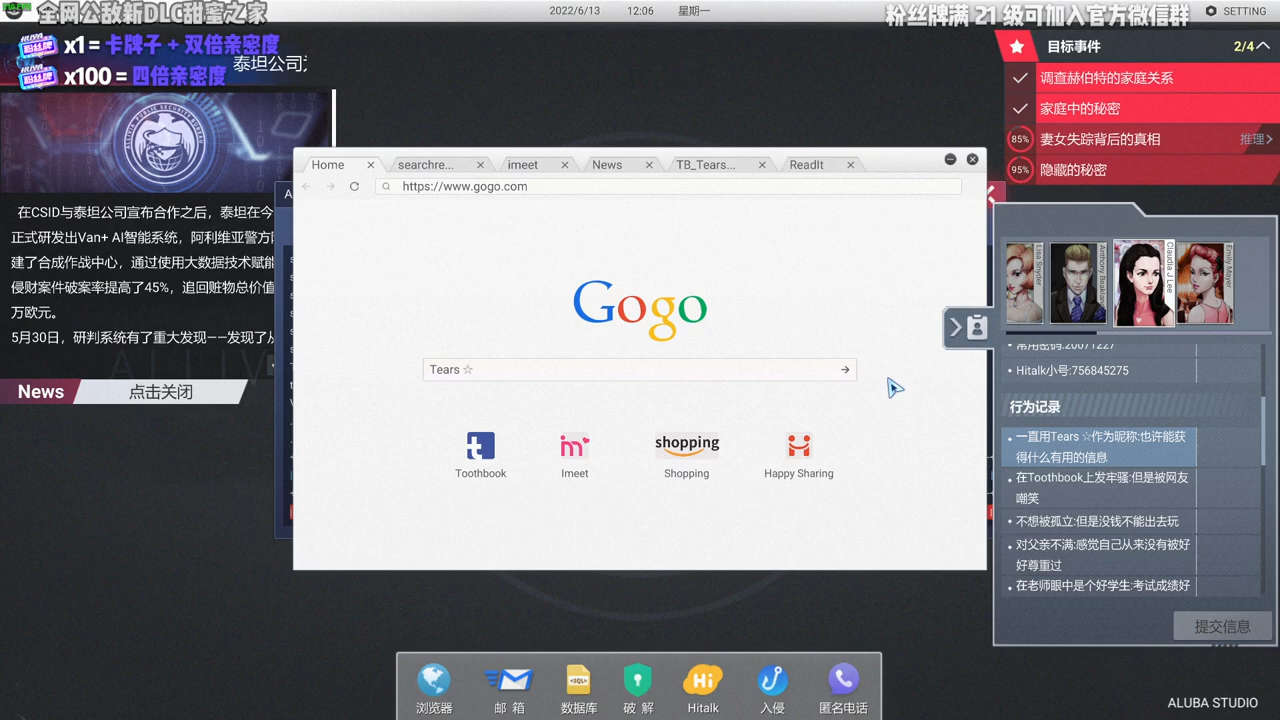 全网公敌新DLC甜蜜之家
2022/6/13 12:06 星期一
粉丝牌满 21 级可加入官方微信群
SETTING
粉丝牌 x1 = 卡牌子 + 双倍亲密度
粉丝牌 x100 = 四倍亲密度
泰坦公司
目标事件 2/4
调查赫伯特的家庭关系
家庭中的秘密
85% 妻女失踪背后的真相 推理
95% 隐藏的秘密
在CSID与泰坦公司宣布合作之后，泰坦在今
正式研发出Van+ AI智能系统，阿利维亚警方
建了合成作战中心，通过使用大数据技术赋能
侵财案件破案率提高了45%，追回赃物总价值
万欧元。
5月30日，研判系统有了重大发现——发现了
News 点击关闭
Home
searchre...
imeet
News
TB_Tears...
ReadIt
https://www.gogo.com
Gogo
Tears ☆
Toothbook
Imeet
shopping
Shopping
Happy Sharing
Lisa Snyder
Claudia J Lee
Emily Mayer
常用密码:20071227
Hitalk小号:756845275
行为记录
一直用Tears ☆作为昵称:也许能获
得什么有用的信息
在Toothbook上发牢骚:但是被网友
嘲笑
不想被孤立:但是没钱不能出去玩
对父亲不满:感觉自己从来没有被好
好尊重过
在老师眼中是个好学生:考试成绩好
提交信息
浏览器
邮 箱
数据库
破 解
Hitalk
入侵
匿名电话
ALUBA STUDIO